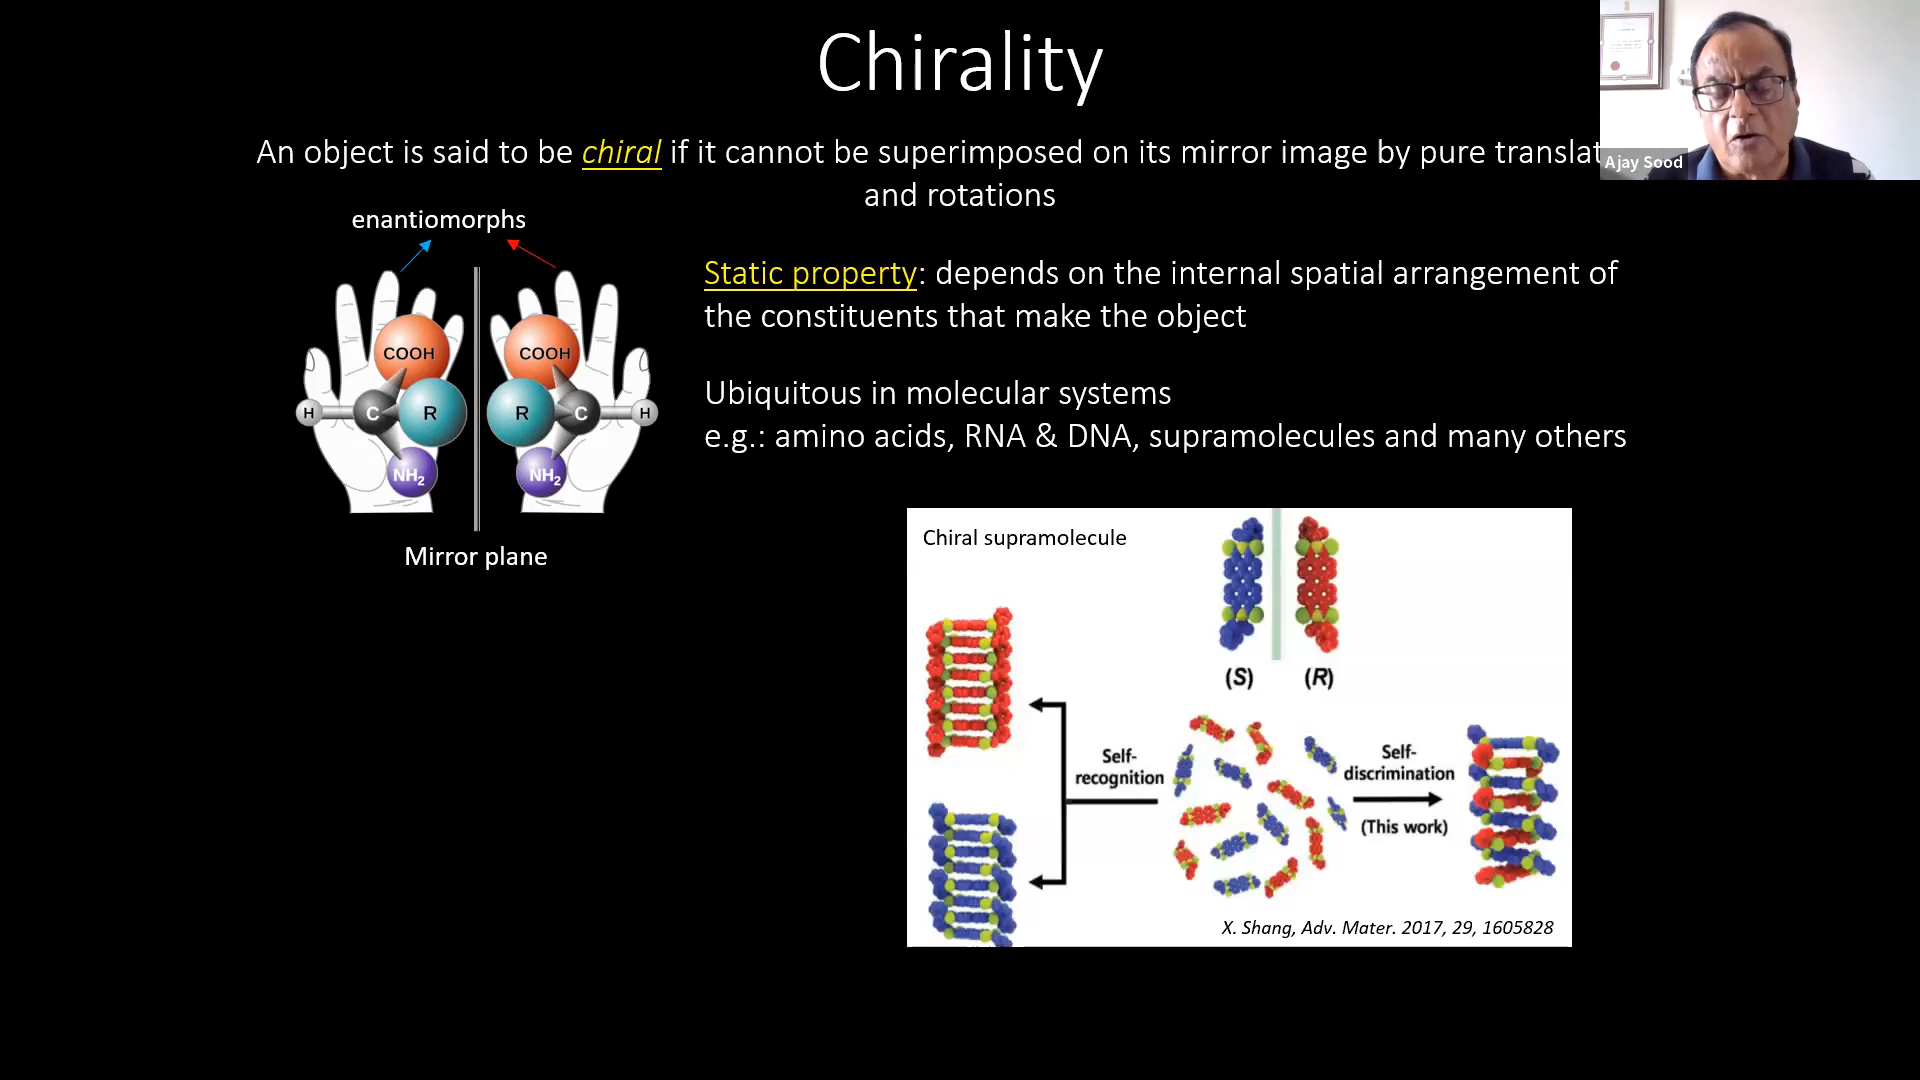 Chirality
An object is said to be chiral if it cannot be superimposed on its mirror image by pure translat
and rotations
Ajay Sood
enantiomorphs
COOH
COOH
H
C
R
R
C
H
NH2
NH2
Mirror plane
Static property: depends on the internal spatial arrangement of
the constituents that make the object
Ubiquitous in molecular systems
e.g.: amino acids, RNA & DNA, supramolecules and many others
Chiral supramolecule
(S)
(R)
Self-
recognition
Self-
discrimination
(This work)
X. Shang, Adv. Mater. 2017, 29, 1605828